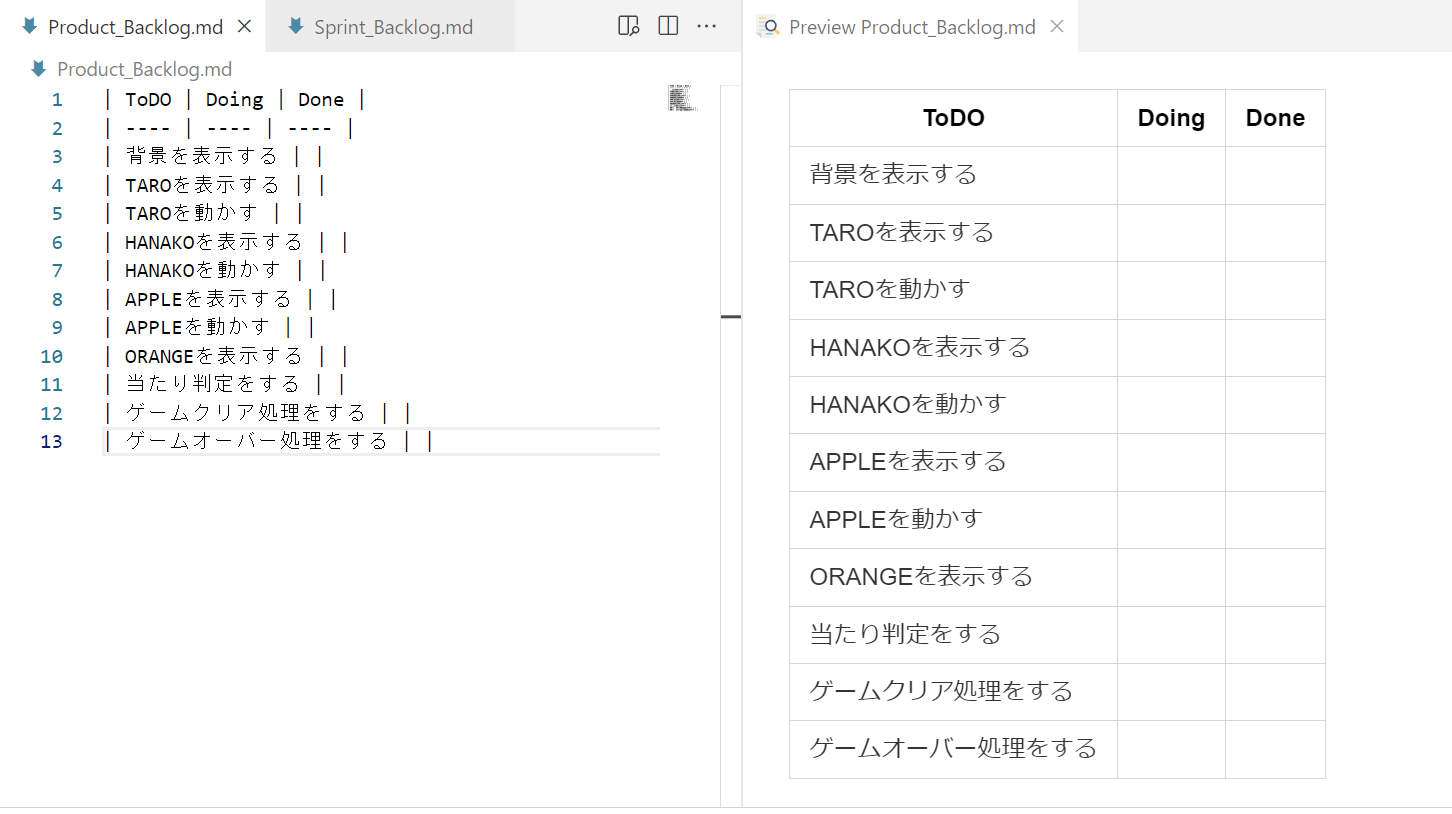 Product_Backlog.md
Sprint_Backlog.md
Preview Product_Backlog.md
Product_Backlog.md
1 | ToDO | Doing | Done |
2 | ---- | ---- | ---- |
3 | 背景を表示する | |
4 | TAROを表示する | |
5 | TAROを動かす | |
6 | HANAKOを表示する | |
7 | HANAKOを動かす | |
8 | APPLEを表示する | |
9 | APPLEを動かす | |
10 | ORANGEを表示する | |
11 | 当たり判定をする | |
12 | ゲームクリア処理をする | |
13 | ゲームオーバー処理をする | |
ToDO Doing Done
背景を表示する
TAROを表示する
TAROを動かす
HANAKOを表示する
HANAKOを動かす
APPLEを表示する
APPLEを動かす
ORANGEを表示する
当たり判定をする
ゲームクリア処理をする
ゲームオーバー処理をする